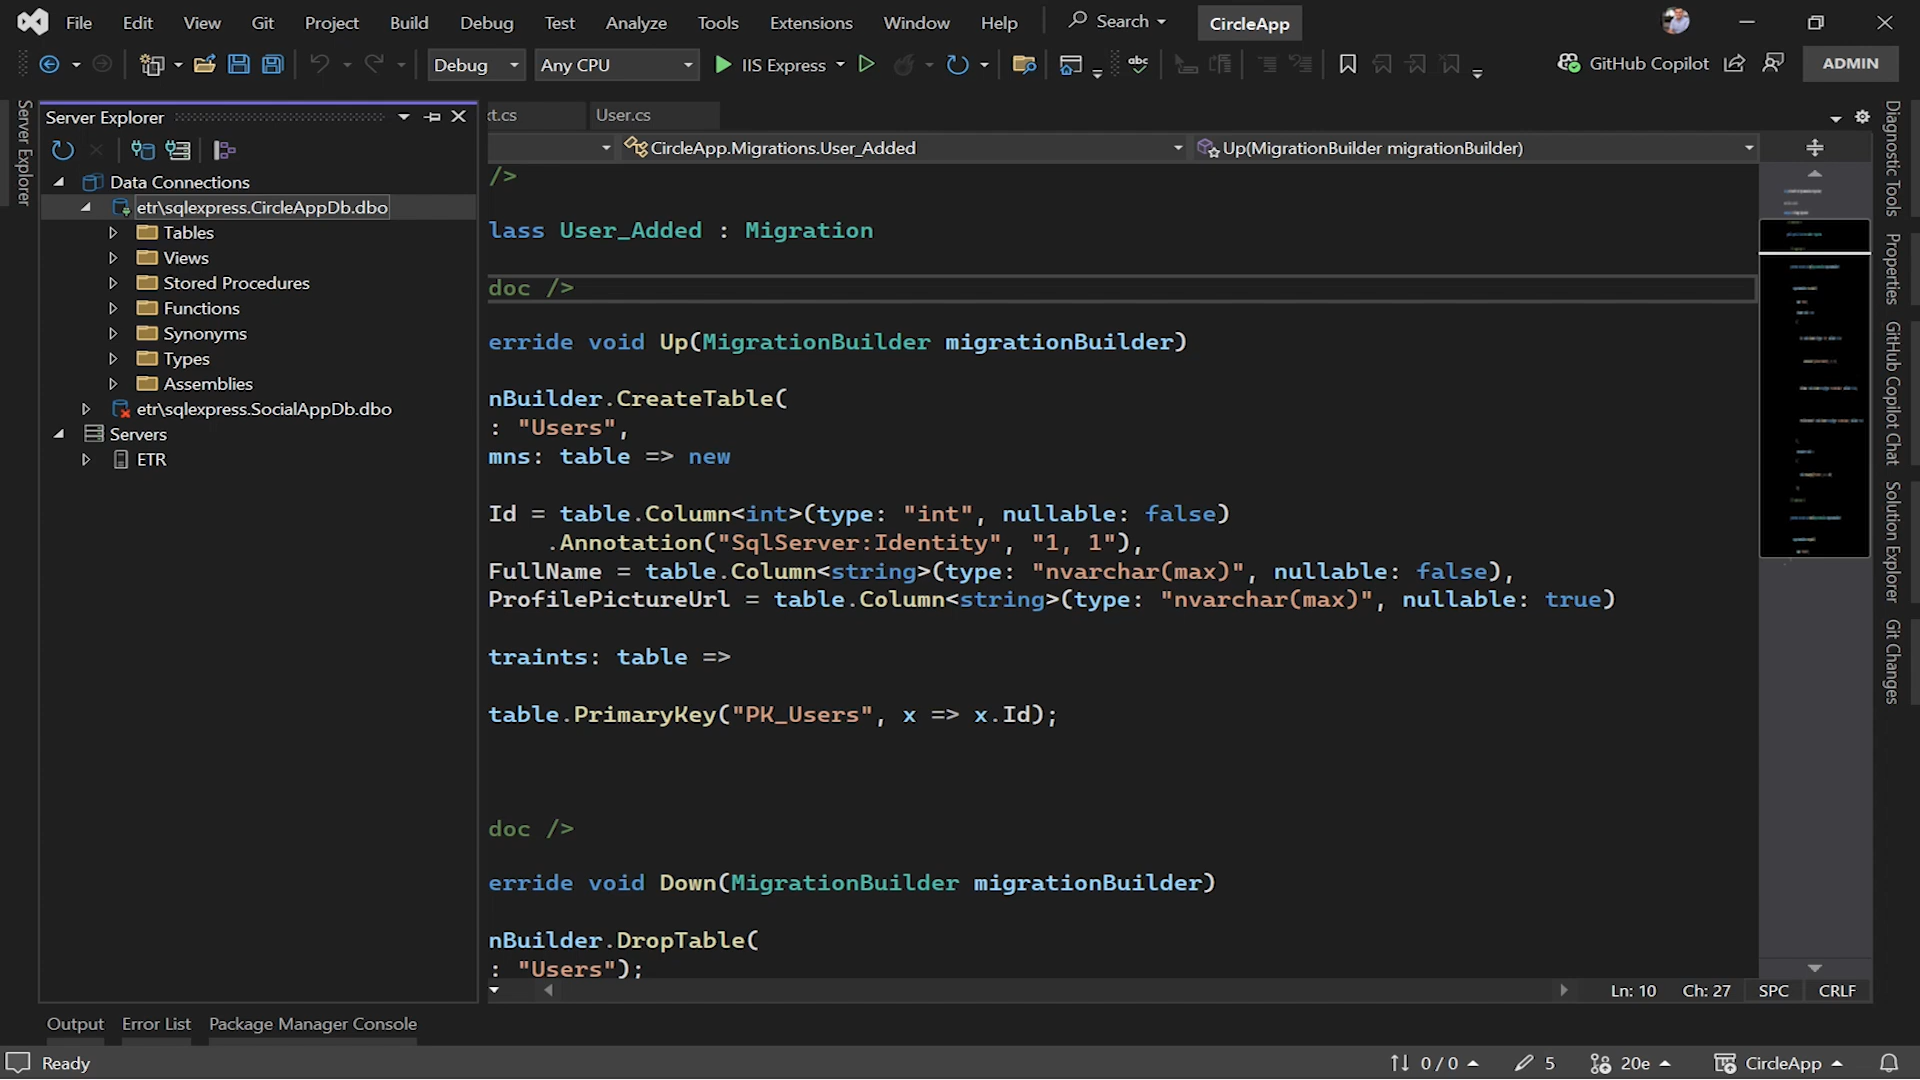 File Edit View Git Project Build Debug Test Analyze Tools Extensions Window Help Search CircleApp
Debug Any CPU IIS Express abc GitHub Copilot ADMIN
Server Explorer
Server Explorer
xt.cs User.cs
CircleApp.Migrations.User_Added Up(MigrationBuilder migrationBuilder)
Data Connections
etr\sqlexpress.CircleAppDb.dbo
Tables
Views
Stored Procedures
Functions
Synonyms
Types
Assemblies
etr\sqlexpress.SocialAppDb.dbo
Servers
ETR
/>
lass User_Added : Migration
doc />
erride void Up(MigrationBuilder migrationBuilder)
nBuilder.CreateTable(
: "Users",
mns: table => new
Id = table.Column<int>(type: "int", nullable: false)
.Annotation("SqlServer:Identity", "1, 1"),
FullName = table.Column<string>(type: "nvarchar(max)", nullable: false),
ProfilePictureUrl = table.Column<string>(type: "nvarchar(max)", nullable: true)
traints: table =>
table.PrimaryKey("PK_Users", x => x.Id);
doc />
erride void Down(MigrationBuilder migrationBuilder)
nBuilder.DropTable(
: "Users");
Diagnostic Tools
Properties
GitHub Copilot Chat
Solution Explorer
Git Changes
Ln: 10 Ch: 27 SPC CRLF
Output Error List Package Manager Console
Ready 0 / 0 5 20e CircleApp